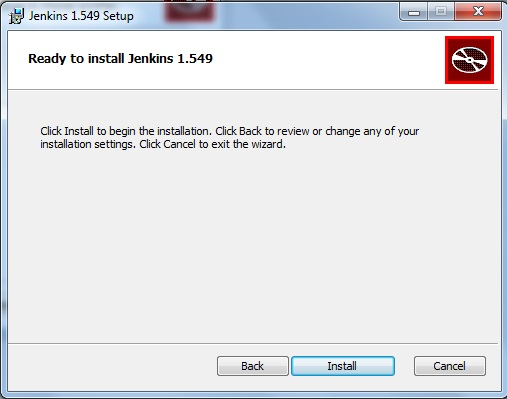 Jenkins 1.549 Setup
Ready to install Jenkins 1.549
Click Install to begin the installation. Click Back to review or change any of your
installation settings. Click Cancel to exit the wizard.
Back Install Cancel